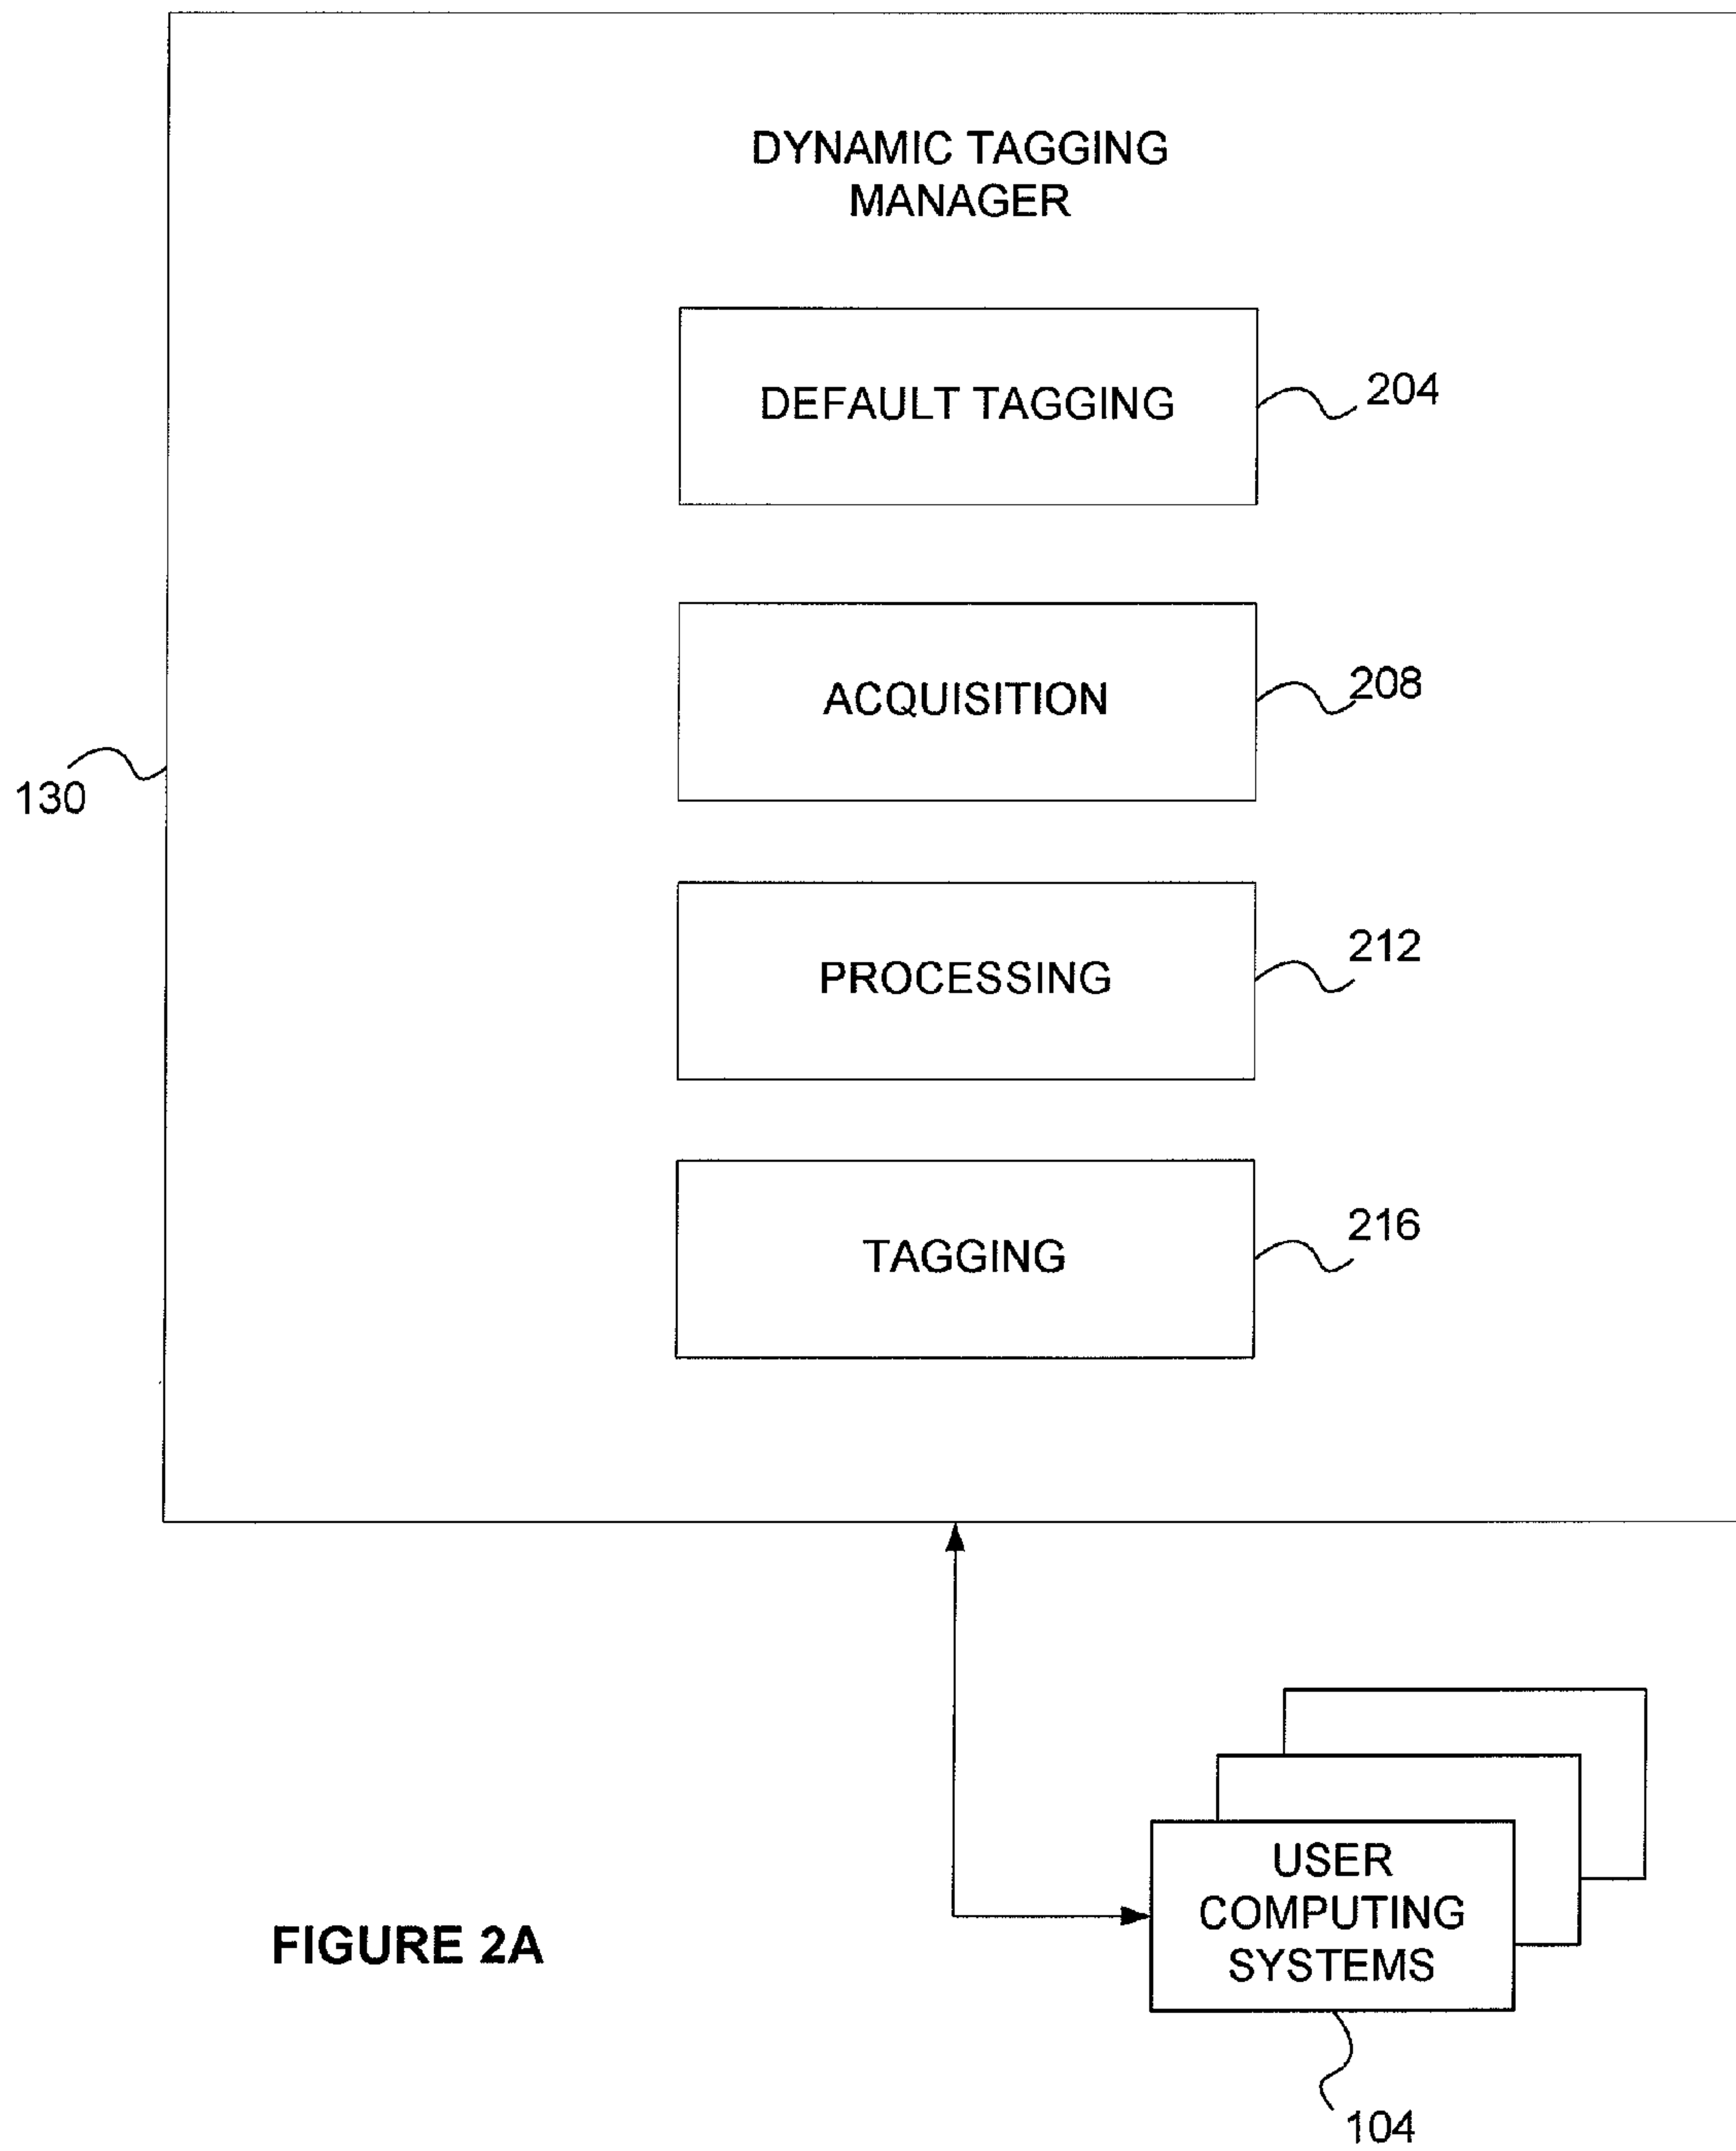 DYNAMIC TAGGING
MANAGER
DEFAULT TAGGING
204
ACQUISITION
208
130
PROCESSING
212
TAGGING
216
USER
COMPUTING
SYSTEMS
FIGURE 2A
104